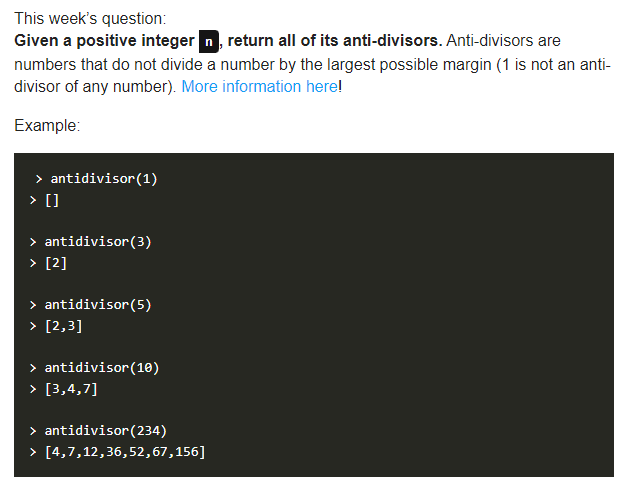 This week’s question:
Given a positive integer n, return all of its anti-divisors. Anti-divisors are
numbers that do not divide a number by the largest possible margin (1 is not an anti-
divisor of any number). More information here!
Example:
> antidivisor(1)
> []
> antidivisor(3)
> [2]
> antidivisor(5)
> [2,3]
> antidivisor(10)
> [3,4,7]
> antidivisor(234)
> [4,7,12,36,52,67,156]